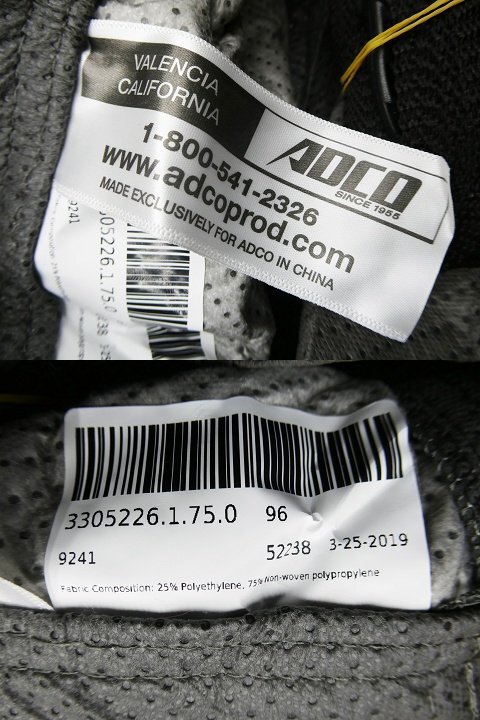 VALENCIA
CALIFORNIA
ADCO
SINCE 1955
1-800-541-2326
www.adcoprod.com
MADE EXCLUSIVELY FOR ADCO IN CHINA
9241
3305226.1.75.0
3305226.1.75.0 96
9241 52238 3-25-2019
Fabric Composition: 25% Polyethylene, 75% Non-woven polypropylene